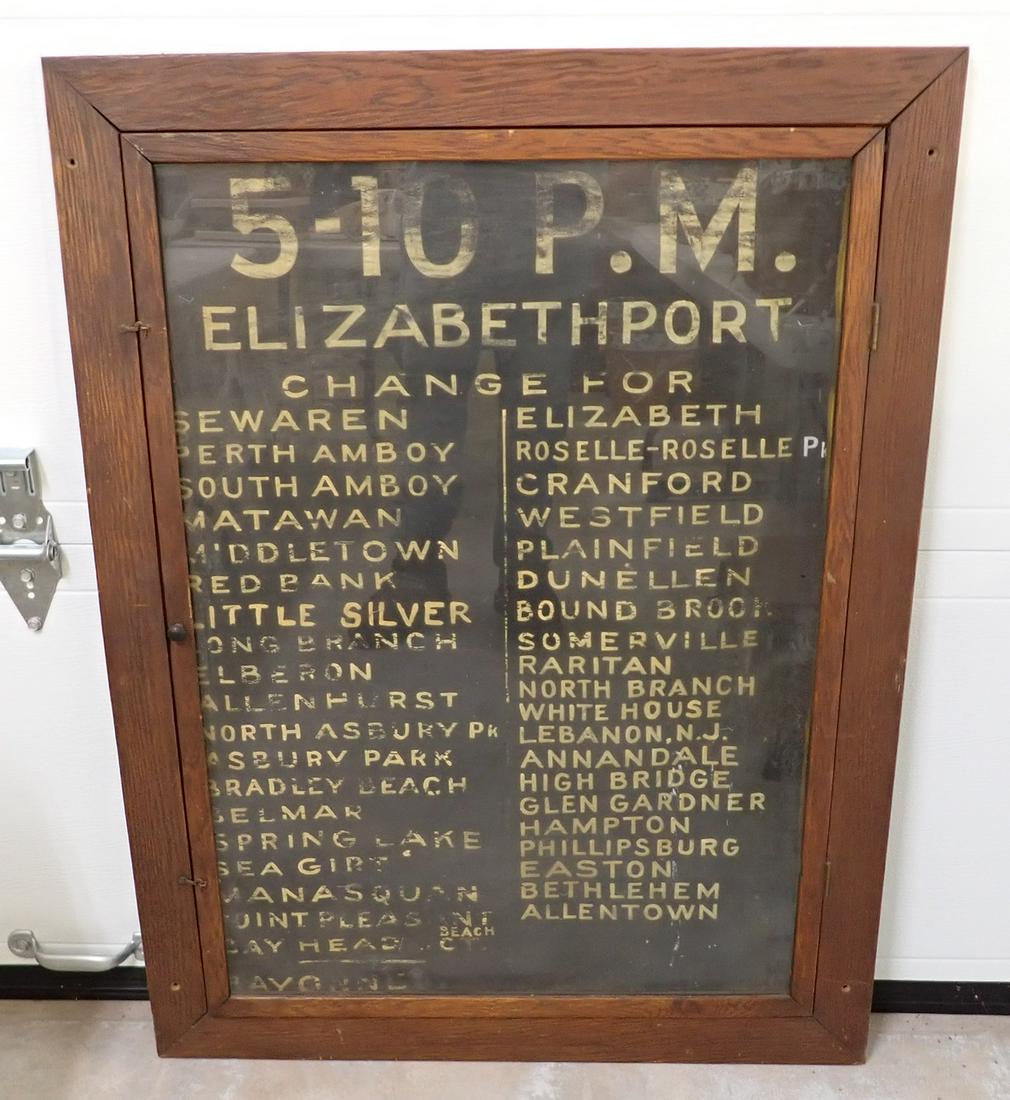 5-10 P.M.
ELIZABETHPORT
CHANGE FOR
SEWAREN
PERTH AMBOY
SOUTH AMBOY
MATAWAN
MIDDLETOWN
RED BANK
LITTLE SILVER
LONG BRANCH
ELBERON
ALLENHURST
NORTH ASBURY PK
ASBURY PARK
BRADLEY BEACH
BELMAR
SPRING LAKE
SEA GIRT
MANASQUAN
POINT PLEASANT
BEACH
BAY HEAD
BAYONNE
ELIZABETH
ROSELLE-ROSELLE PK
CRANFORD
WESTFIELD
PLAINFIELD
DUNELLEN
BOUND BROOK
SOMERVILLE
RARITAN
NORTH BRANCH
WHITE HOUSE
LEBANON, N.J.
ANNANDALE
HIGH BRIDGE
GLEN GARDNER
HAMPTON
PHILLIPSBURG
EASTON
BETHLEHEM
ALLENTOWN